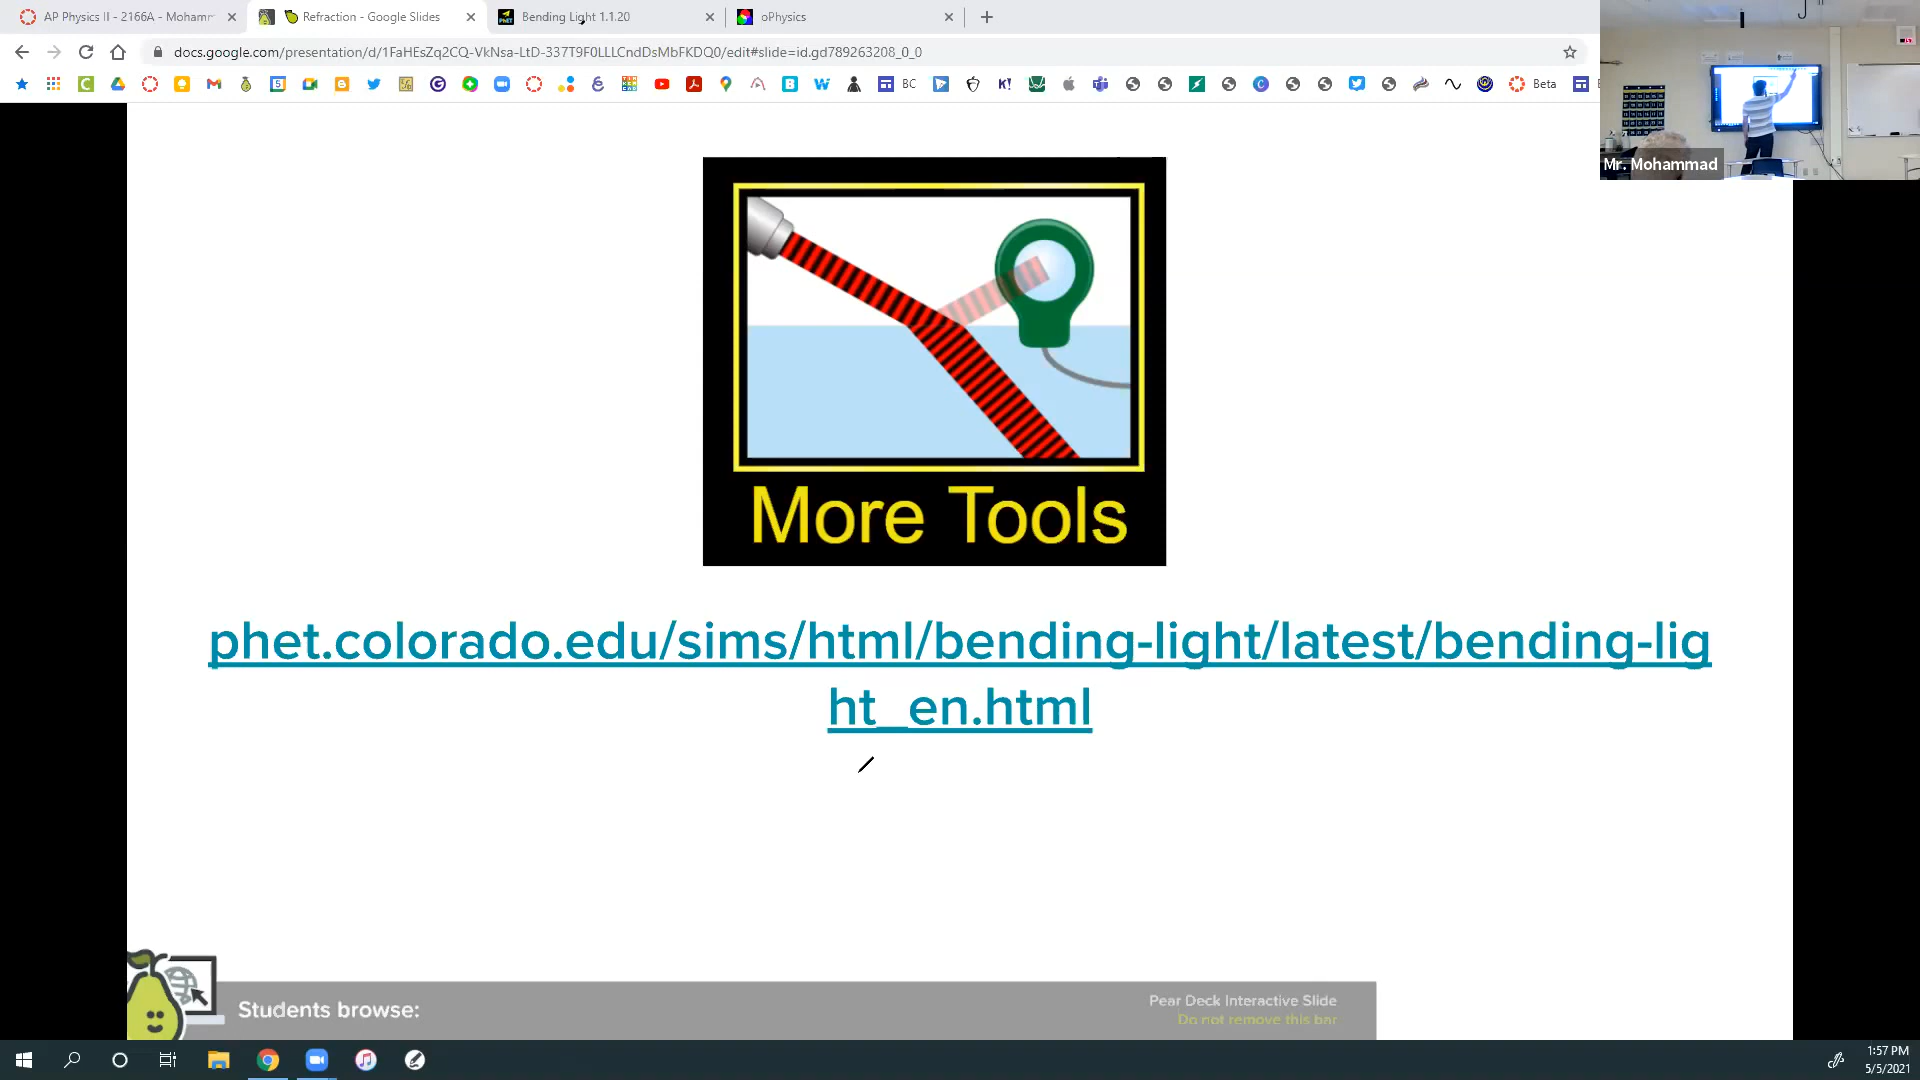 AP Physics II - 2166A - Mohamm
Refraction - Google Slides
Bending Light 1.1.20
oPhysics
docs.google.com/presentation/d/1FaHEsZq2CQ-VkNsa-LtD-337T9F0LLLCndDsMbFKDQ0/edit#slide=id.gd789263208_0_0
BC
Beta
Mr. Mohammad
More Tools
phet.colorado.edu/sims/html/bending-light/latest/bending-lig
ht_en.html
Students browse:
Pear Deck Interactive Slide
Do not remove this bar
1:57 PM
5/5/2021